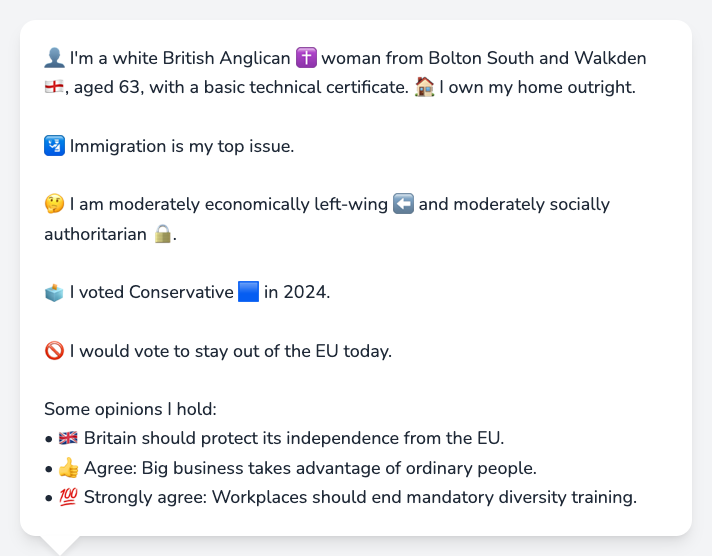 👤 I'm a white British Anglican ✝️ woman from Bolton South and Walkden
🏴󠁧󠁢󠁥󠁮󠁧󠁿, aged 63, with a basic technical certificate. 🏠 I own my home outright.
🛂 Immigration is my top issue.
🤔 I am moderately economically left-wing ⬅️ and moderately socially
authoritarian 🔒.
🗳️ I voted Conservative 🟦 in 2024.
🚫 I would vote to stay out of the EU today.
Some opinions I hold:
• 🇬🇧 Britain should protect its independence from the EU.
• 👍 Agree: Big business takes advantage of ordinary people.
• 💯 Strongly agree: Workplaces should end mandatory diversity training.